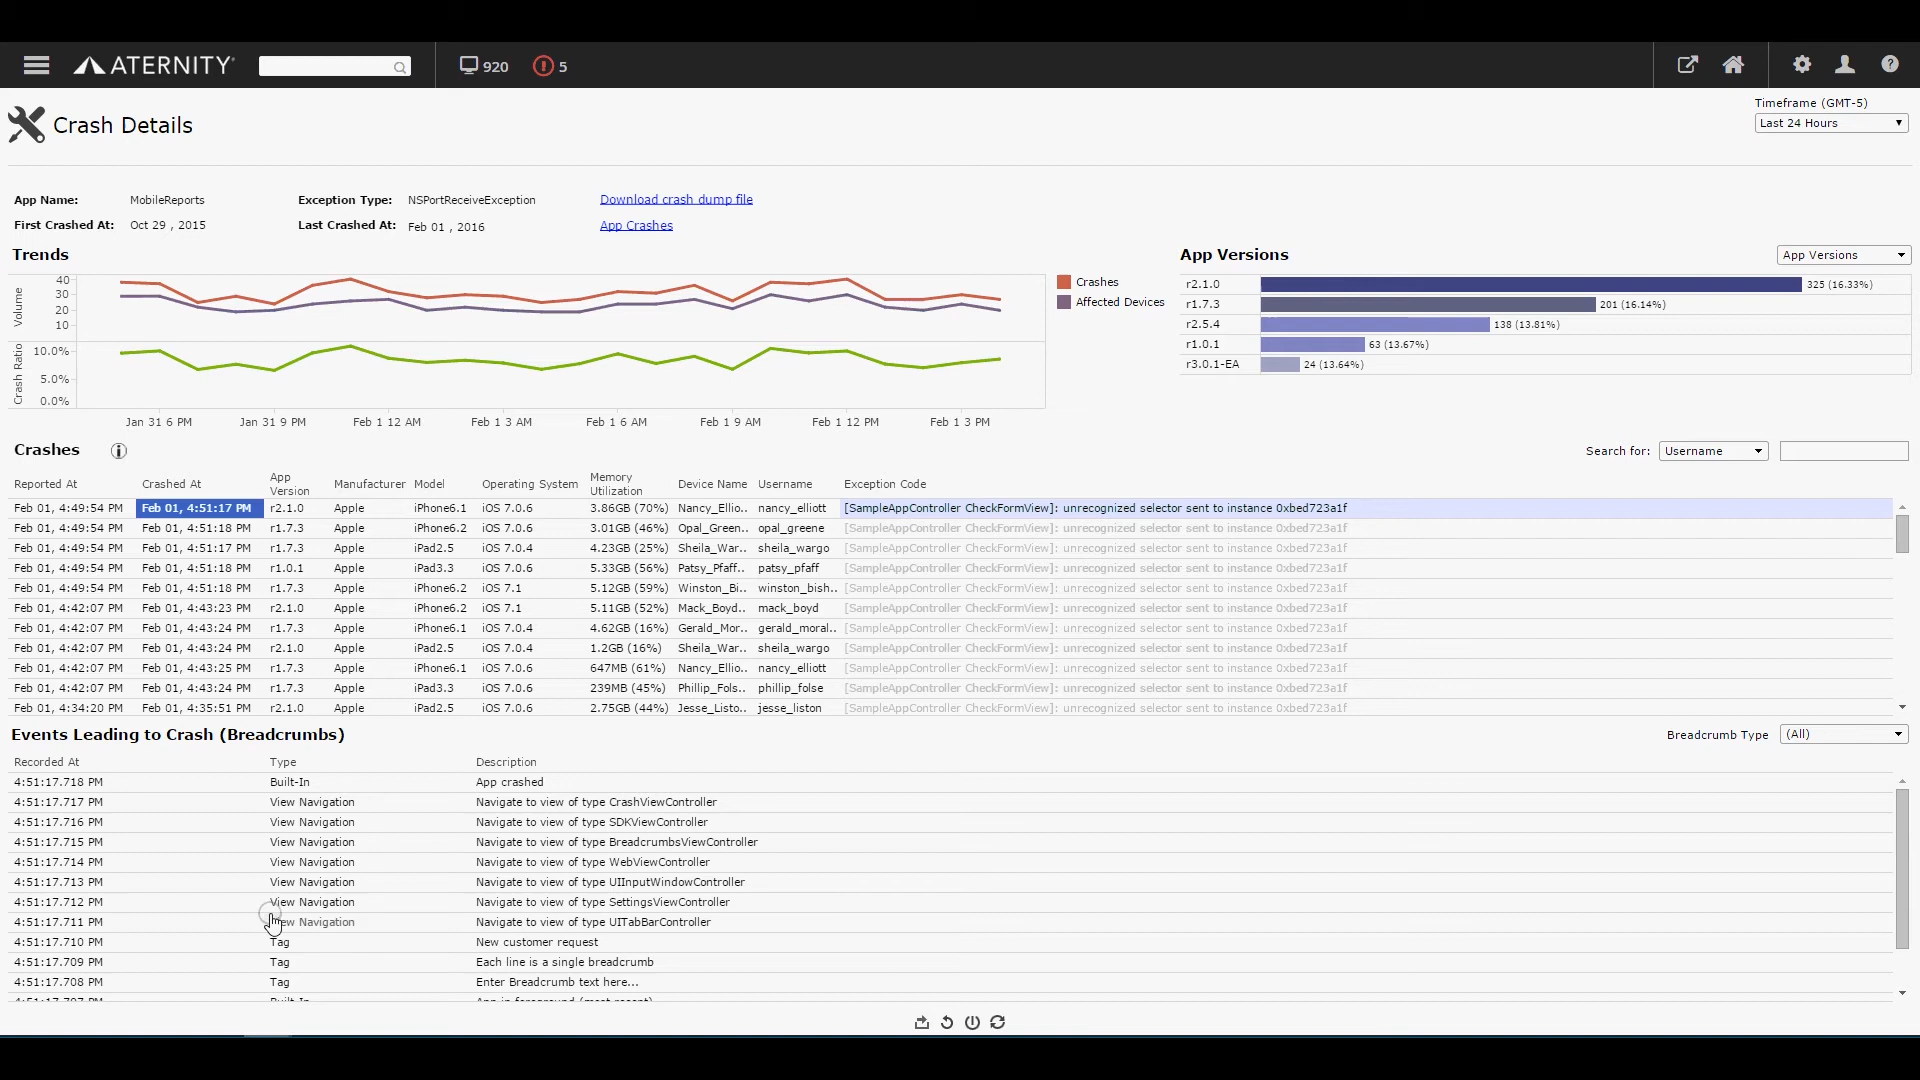 ATERNITY 920 5
Timeframe (GMT-5)
Crash Details Last 24 Hours
App Name: MobileReports Exception Type: NSPortReceiveException Download crash dump file
First Crashed At: Oct 29 , 2015 Last Crashed At: Feb 01 , 2016 App Crashes
Trends
Volume
40
30
20
10
Crash Ratio
10.0%
5.0%
0.0%
Jan 31 6 PM Jan 31 9 PM Feb 1 12 AM Feb 1 3 AM Feb 1 6 AM Feb 1 9 AM Feb 1 12 PM Feb 1 3 PM
Crashes
Affected Devices
App Versions App Versions
r2.1.0 325 (16.33%)
r1.7.3 201 (16.14%)
r2.5.4 138 (13.81%)
r1.0.1 63 (13.67%)
r3.0.1-EA 24 (13.64%)
Crashes Search for: Username
Reported At Crashed At App Version Manufacturer Model Operating System Memory Utilization Device Name Username Exception Code
Feb 01, 4:49:54 PM Feb 01, 4:51:17 PM r2.1.0 Apple iPhone6.1 iOS 7.0.6 3.86GB (70%) Nancy_Ellio.. nancy_elliott [SampleAppController CheckFormView]: unrecognized selector sent to instance 0xbed723a1f
Feb 01, 4:49:54 PM Feb 01, 4:51:18 PM r1.7.3 Apple iPhone6.2 iOS 7.0.6 3.01GB (46%) Opal_Green.. opal_greene [SampleAppController CheckFormView]: unrecognized selector sent to instance 0xbed723a1f
Feb 01, 4:49:54 PM Feb 01, 4:51:17 PM r1.7.3 Apple iPad2.5 iOS 7.0.4 4.23GB (25%) Sheila_War.. sheila_wargo [SampleAppController CheckFormView]: unrecognized selector sent to instance 0xbed723a1f
Feb 01, 4:49:54 PM Feb 01, 4:51:18 PM r1.0.1 Apple iPad3.3 iOS 7.0.6 5.33GB (56%) Patsy_Pfaff.. patsy_pfaff [SampleAppController CheckFormView]: unrecognized selector sent to instance 0xbed723a1f
Feb 01, 4:49:54 PM Feb 01, 4:51:18 PM r1.7.3 Apple iPhone6.2 iOS 7.1 5.12GB (59%) Winston_Bi.. winston_bish.. [SampleAppController CheckFormView]: unrecognized selector sent to instance 0xbed723a1f
Feb 01, 4:42:07 PM Feb 01, 4:43:23 PM r2.1.0 Apple iPhone6.2 iOS 7.1 5.11GB (52%) Mack_Boyd.. mack_boyd [SampleAppController CheckFormView]: unrecognized selector sent to instance 0xbed723a1f
Feb 01, 4:42:07 PM Feb 01, 4:43:24 PM r1.7.3 Apple iPhone6.1 iOS 7.0.4 4.62GB (16%) Gerald_Mor.. gerald_moral.. [SampleAppController CheckFormView]: unrecognized selector sent to instance 0xbed723a1f
Feb 01, 4:42:07 PM Feb 01, 4:43:24 PM r2.1.0 Apple iPad2.5 iOS 7.0.4 1.2GB (16%) Sheila_War.. sheila_wargo [SampleAppController CheckFormView]: unrecognized selector sent to instance 0xbed723a1f
Feb 01, 4:42:07 PM Feb 01, 4:43:25 PM r1.7.3 Apple iPhone6.1 iOS 7.0.6 647MB (61%) Nancy_Ellio.. nancy_elliott [SampleAppController CheckFormView]: unrecognized selector sent to instance 0xbed723a1f
Feb 01, 4:42:07 PM Feb 01, 4:43:24 PM r1.7.3 Apple iPad3.3 iOS 7.0.6 239MB (45%) Phillip_Fols.. phillip_folse [SampleAppController CheckFormView]: unrecognized selector sent to instance 0xbed723a1f
Feb 01, 4:34:20 PM Feb 01, 4:35:51 PM r2.1.0 Apple iPad2.5 iOS 7.0.6 2.75GB (44%) Jesse_Listo.. jesse_liston [SampleAppController CheckFormView]: unrecognized selector sent to instance 0xbed723a1f
Events Leading to Crash (Breadcrumbs) Breadcrumb Type (All)
Recorded At Type Description
4:51:17.718 PM Built-In App crashed
4:51:17.717 PM View Navigation Navigate to view of type CrashViewController
4:51:17.716 PM View Navigation Navigate to view of type SDKViewController
4:51:17.715 PM View Navigation Navigate to view of type BreadcrumbsViewController
4:51:17.714 PM View Navigation Navigate to view of type WebViewController
4:51:17.713 PM View Navigation Navigate to view of type UIInputWindowController
4:51:17.712 PM View Navigation Navigate to view of type SettingsViewController
4:51:17.711 PM View Navigation Navigate to view of type UITabBarController
4:51:17.710 PM Tag New customer request
4:51:17.709 PM Tag Each line is a single breadcrumb
4:51:17.708 PM Tag Enter Breadcrumb text here...
4:51:17.707 PM Built-In App in foreground (most recent)